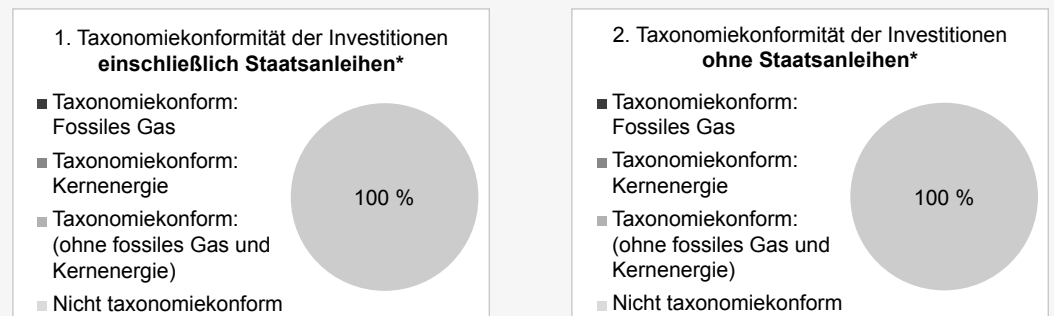 1. Taxonomiekonformität der Investitionen
einschließlich Staatsanleihen*
Taxonomiekonform:
Fossiles Gas
Taxonomiekonform:
Kernenergie
Taxonomiekonform:
(ohne fossiles Gas und
Kernenergie)
Nicht taxonomiekonform
100 %
2. Taxonomiekonformität der Investitionen
ohne Staatsanleihen*
Taxonomiekonform:
Fossiles Gas
Taxonomiekonform:
Kernenergie
Taxonomiekonform:
(ohne fossiles Gas und
Kernenergie)
Nicht taxonomiekonform
100 %